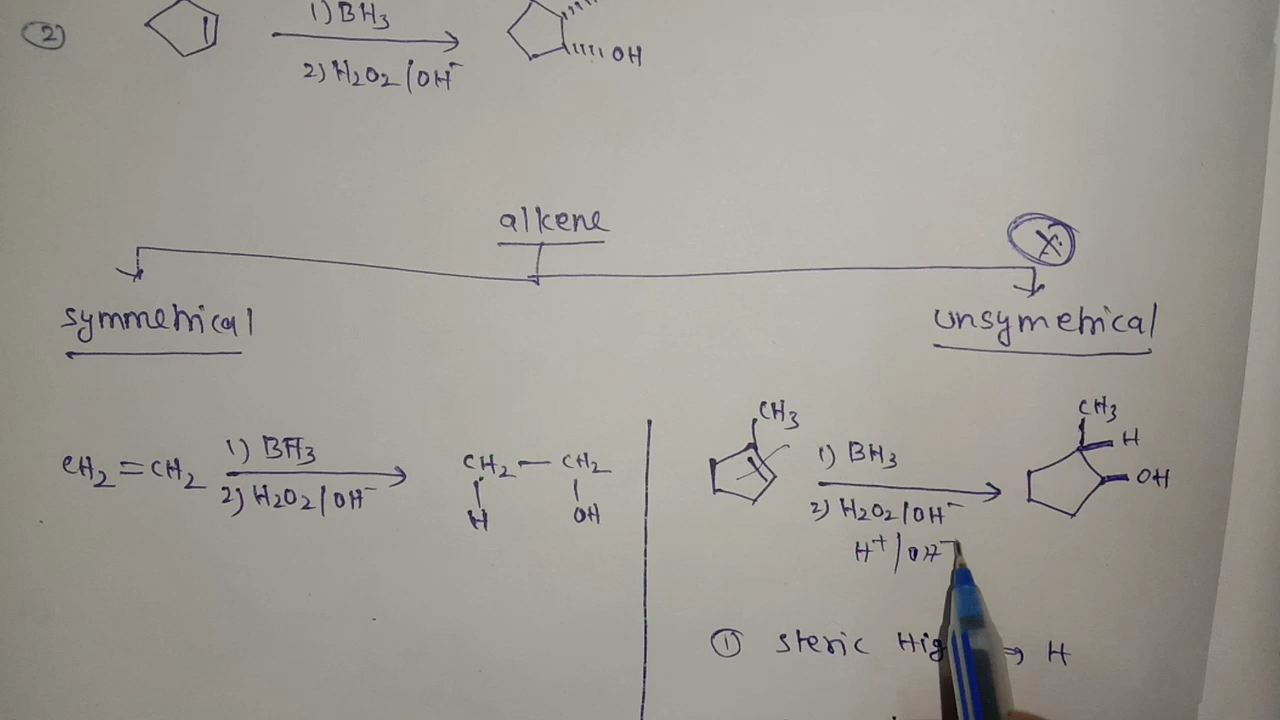 2) 1) BH3
2) H2O2/OH⁻
OH
alkene
X
symmetrical
unsymetrical
CH2=CH2
1) BH3
2) H2O2/OH⁻
CH2-CH2
H OH
CH3
1) BH3
2) H2O2/OH⁻
H⁺/OH⁻
CH3
H
OH
① steric Hig → H